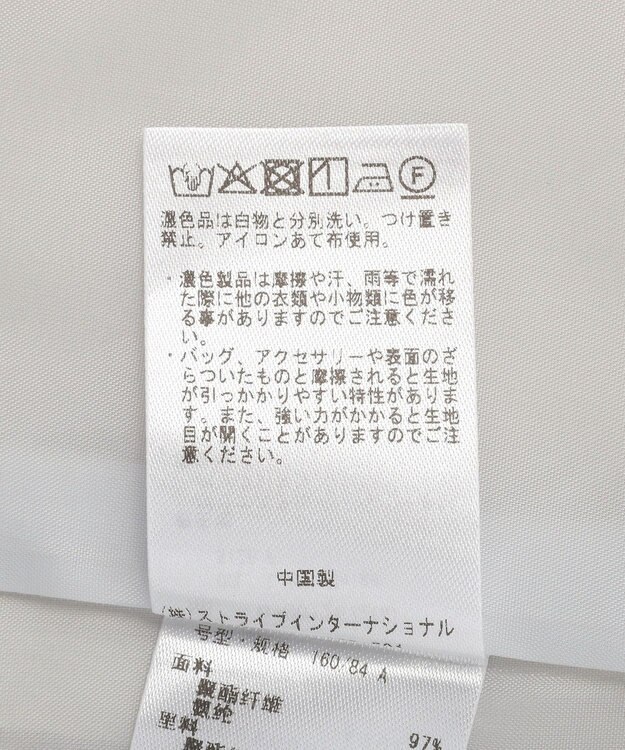 濃色品は白物と分別洗い。つけ置き
禁止。アイロンあて布使用。
・濃色製品は摩擦や汗、雨等で濡れ
た際に他の衣類や小物類に色が移
る事がありますのでご注意くださ
い。
・バッグ、アクセサリーや表面のざ
らついたものと摩擦されると生地
が引っかかりやすい特性がありま
す。また、強い力がかかると生地
目が開くことがありますのでご注
意ください。
中国製
(株)ストライプインターナショナル
号型・规格 160/84 A
面料
聚酯纤维
97%